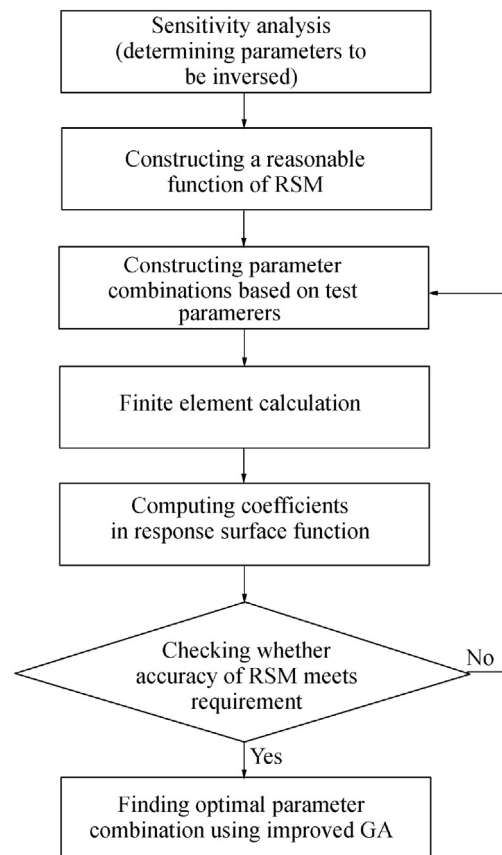 Sensitivity analysis
(determining parameters to
be inversed)
Constructing a reasonable
function of RSM
Constructing parameter
combinations based on test
paramerers
Finite element calculation
Computing coefficients
in response surface function
Checking whether
accuracy of RSM meets
requirement
No
Yes
Finding optimal parameter
combination using improved GA